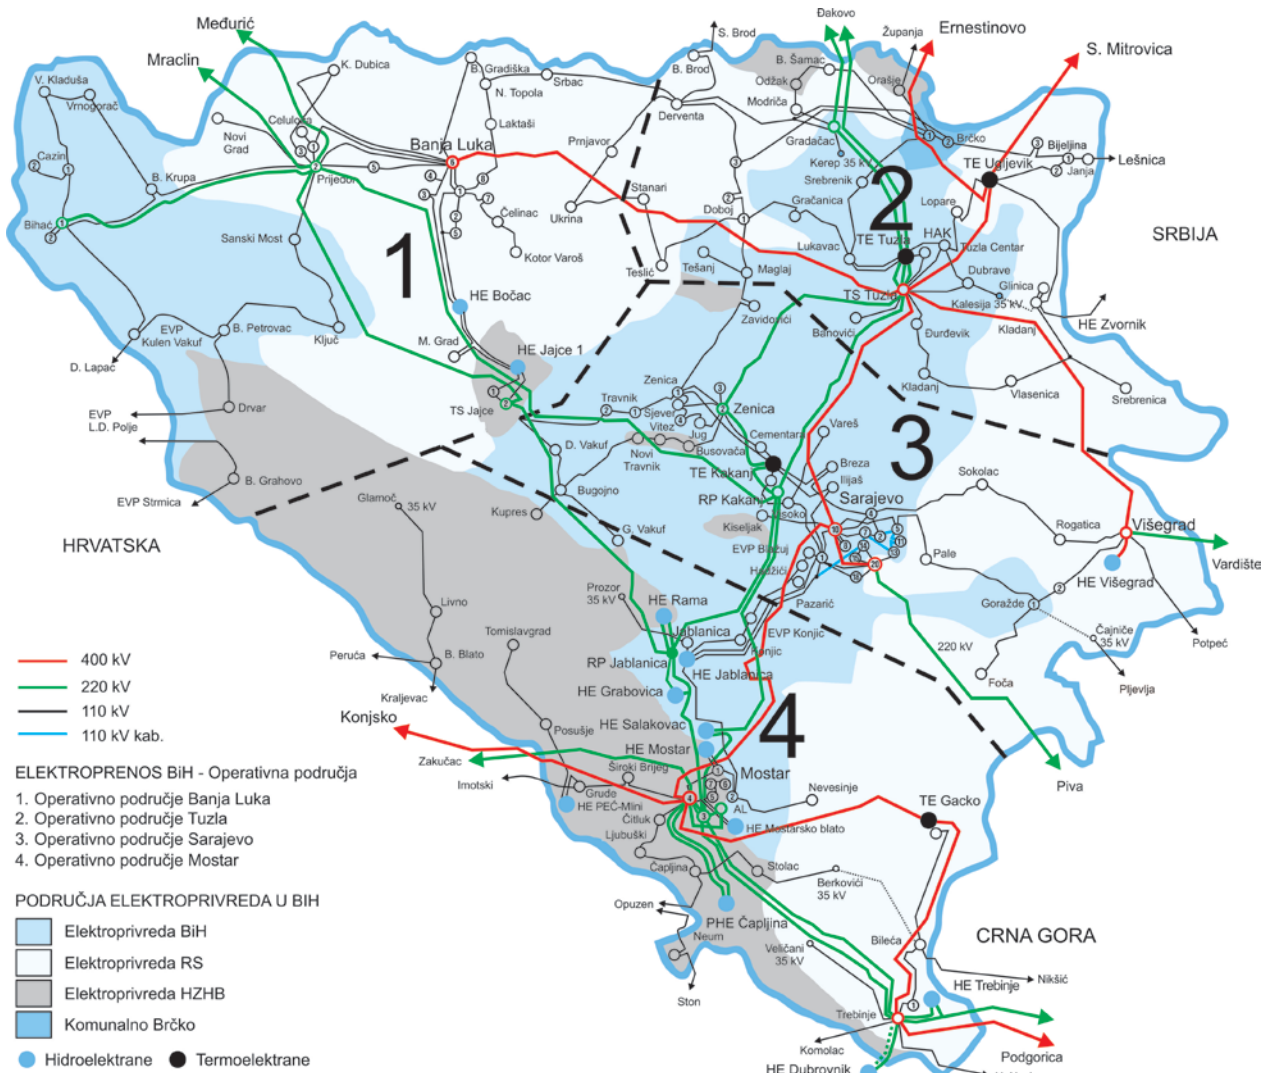 Međurić
Mraclin
Đakovo
Županja
Ernestinovo
S. Mitrovica
S. Brod
V. Kladuša
Vrnograč
K. Dubica
B. Gradiška
N. Topola
Srbac
B. Brod
B. Šamac
Odžak
Orašje
Modriča
Derventa
Novi
Grad
Celuloza
Laktaši
Prnjavor
Banja Luka
Gradačac
Brčko
Bijeljina
Lešnica
Janja
Cazin
Prijedor
B. Krupa
Kerep 35 kV
TE Ugljevik
Stanari
Srebrenik
Bihać
Čelinac
Ukrina
Doboj
Gračanica
Lopare
2
SRBIJA
Sanski Most
Kotor Varoš
Teslić
Tešanj
Maglaj
Lukavac
TE Tuzla
HAK
Tuzla Centar
1
Dubrave
Glinica
HE Bočac
TS Tuzla
Kalesija 35 kV
Zavidovići
Banovići
Đurđevik
Kladanj
HE Zvornik
EVP
Kulen Vakuf
B. Petrovac
Ključ
M. Grad
HE Jajce 1
D. Lapac
Zenica
Kladanj
Vlasenica
Srebrenica
EVP
L.D. Polje
Drvar
TS Jajce
Travnik
Sjever
Vitez
Jug
Zenica
Cementara
Vareš
3
D. Vakuf
Novi
Travnik
Busovača
TE Kakanj
Breza
Ilijaš
Sokolac
B. Grahovo
EVP Strmica
Glamoč
35 kV
Bugojno
Kupres
RP Kakanj
Sarajevo
Visoko
Kiseljak
G. Vakuf
Rogatica
Višegrad
HRVATSKA
EVP Blažuj
Hadžići
Pale
Vardište
HE Višegrad
Prozor
35 kV
HE Rama
Pazarić
Goražde
Livno
Tomislavgrad
Jablanica
EVP Konjic
Konjic
Čajniče
35 kV
Potpeć
B. Blato
Peruća
RP Jablanica
HE Jablanica
220 kV
Foča
Pljevlja
Kraljevac
HE Grabovica
4
400 kV
220 kV
110 kV
110 kV kab.
Konjsko
Posušje
HE Salakovac
HE Mostar
Zakučac
Široki Brijeg
Mostar
Piva
Imotski
Grude
HE PEĆ-Mlini
Nevesinje
TE Gacko
AL
Čitluk
HE Mostarsko blato
Ljubuški
Čapljina
Stolac
Berkovići
35 kV
Opuzen
PHE Čapljina
Neum
Veličani
35 kV
Bileća
CRNA GORA
Ston
HE Trebinje
Nikšić
Trebinje
Komolac
Podgorica
HE Dubrovnik
ELEKTROPRENOS BiH - Operativna područja
1. Operativno područje Banja Luka
2. Operativno područje Tuzla
3. Operativno područje Sarajevo
4. Operativno područje Mostar
PODRUČJA ELEKTROPRIVREDA U BIH
Elektroprivreda BiH
Elektroprivreda RS
Elektroprivreda HZHB
Komunalno Brčko
Hidroelektrane
Termoelektrane